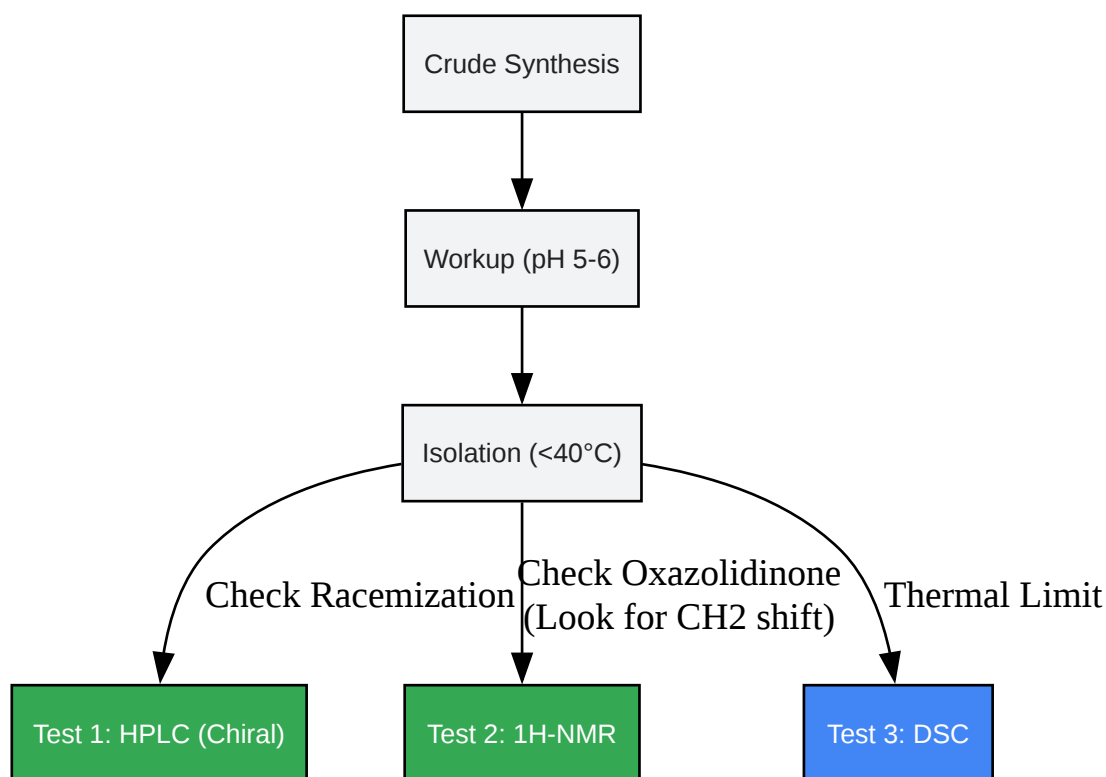 Crude Synthesis
Workup (pH 5-6)
Isolation (<40°C)
Check Racemization
Check Oxazolidinone
(Look for CH2 shift)
Thermal Limit
Test 1: HPLC (Chiral)
Test 2: 1H-NMR
Test 3: DSC